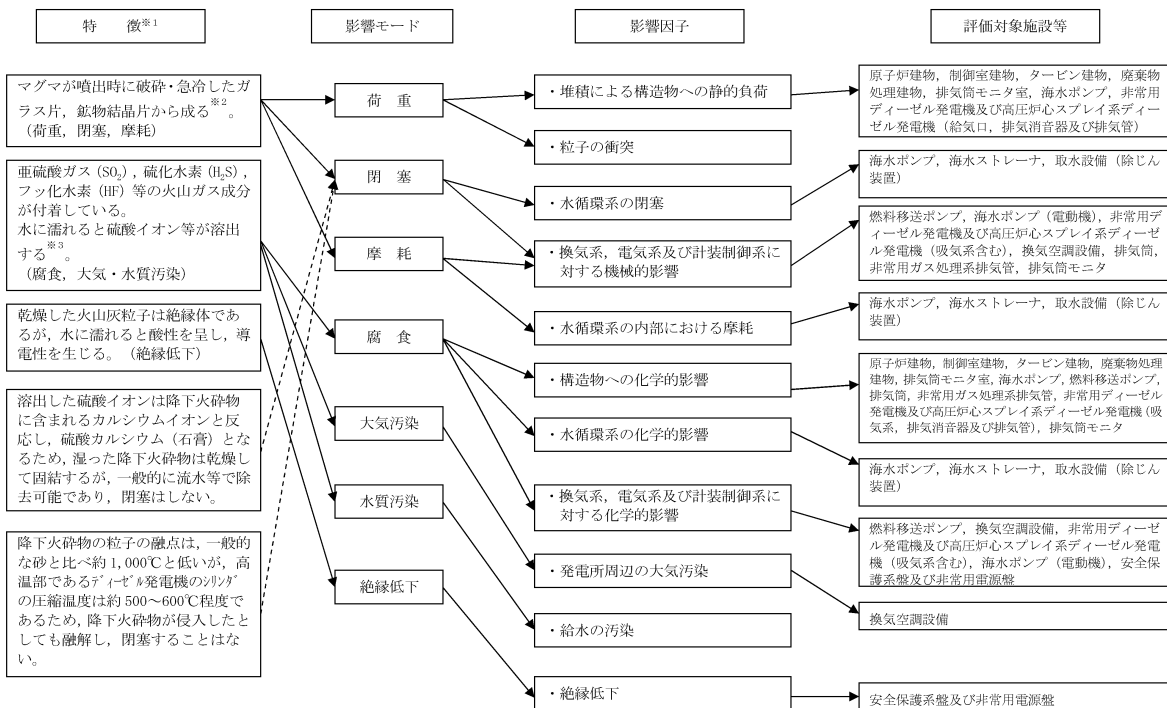 特　徴※1
影響モード
影響因子
評価対象施設等
マグマが噴出時に破砕・急冷したガ
ラス片，鉱物結晶片から成る※2。
（荷重，閉塞，摩耗）
亜硫酸ガス（SO₂），硫化水素（H₂S），
フッ化水素（HF）等の火山ガス成分
が付着している。
水に濡れると硫酸イオン等が溶出
する※3。
（腐食，大気・水質汚染）
乾燥した火山灰粒子は絶縁体であ
るが，水に濡れると酸性を呈し，導
電性を生じる。（絶縁低下）
溶出した硫酸イオンは降下火砕物
に含まれるカルシウムイオンと反
応し，硫酸カルシウム（石膏）とな
るため，湿った降下火砕物は乾燥し
て固結するが，一般的に流水等で除
去可能であり，閉塞はしない。
降下火砕物の粒子の融点は，一般的
な砂と比べ約1,000℃と低いが，高
温部であるディーゼル発電機のシリンダ
の圧縮温度は約500～600℃程度で
あるため，降下火砕物が侵入したと
しても融解し，閉塞することはな
い。
荷　重
閉　塞
摩　耗
腐　食
大気汚染
水質汚染
絶縁低下
・堆積による構造物への静的負荷
・粒子の衝突
・水循環系の閉塞
・換気系，電気系及び計装制御系に
対する機械的影響
・水循環系の内部における摩耗
・構造物への化学的影響
・水循環系の化学的影響
・換気系，電気系及び計装制御系に
対する化学的影響
・発電所周辺の大気汚染
・給水の汚染
・絶縁低下
原子炉建物，制御室建物，タービン建物，廃棄物
処理建物，排気筒モニタ室，海水ポンプ，非常用
ディーゼル発電機及び高圧炉心スプレイ系ディー
ゼル発電機（給気口，排気消音器及び排気管）
海水ポンプ，海水ストレーナ，取水設備（除じん
装置）
燃料移送ポンプ，海水ポンプ（電動機），非常用ディ
ーゼル発電機及び高圧炉心スプレイ系ディーゼ
ル発電機（吸気系含む），換気空調設備，排気筒，
非常用ガス処理系排気管，排気筒モニタ
海水ポンプ，海水ストレーナ，取水設備（除じん
装置）
原子炉建物，制御室建物，タービン建物，廃棄物処理
建物，排気筒モニタ室，海水ポンプ，燃料移送ポンプ，
排気筒，非常用ガス処理系排気管，非常用ディーゼル
発電機及び高圧炉心スプレイ系ディーゼル発電機（吸
気系，排気消音器及び排気管），排気筒モニタ
海水ポンプ，海水ストレーナ，取水設備（除じん
装置）
燃料移送ポンプ，換気空調設備，非常用ディーゼ
ル発電機及び高圧炉心スプレイ系ディーゼル発電
機（吸気系含む），海水ポンプ（電動機），安全保
護系盤及び非常用電源盤
換気空調設備
安全保護系盤及び非常用電源盤